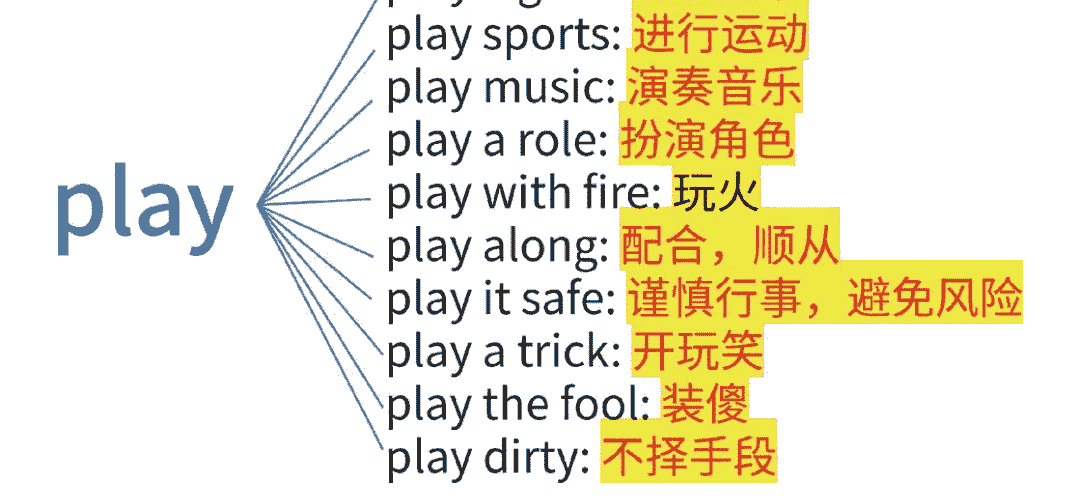 play sports: 进行运动
play music: 演奏音乐
play a role: 扮演角色
play
play with fire: 玩火
play along: 配合，顺从
play it safe: 谨慎行事，避免风险
play a trick: 开玩笑
play the fool: 装傻
play dirty: 不择手段